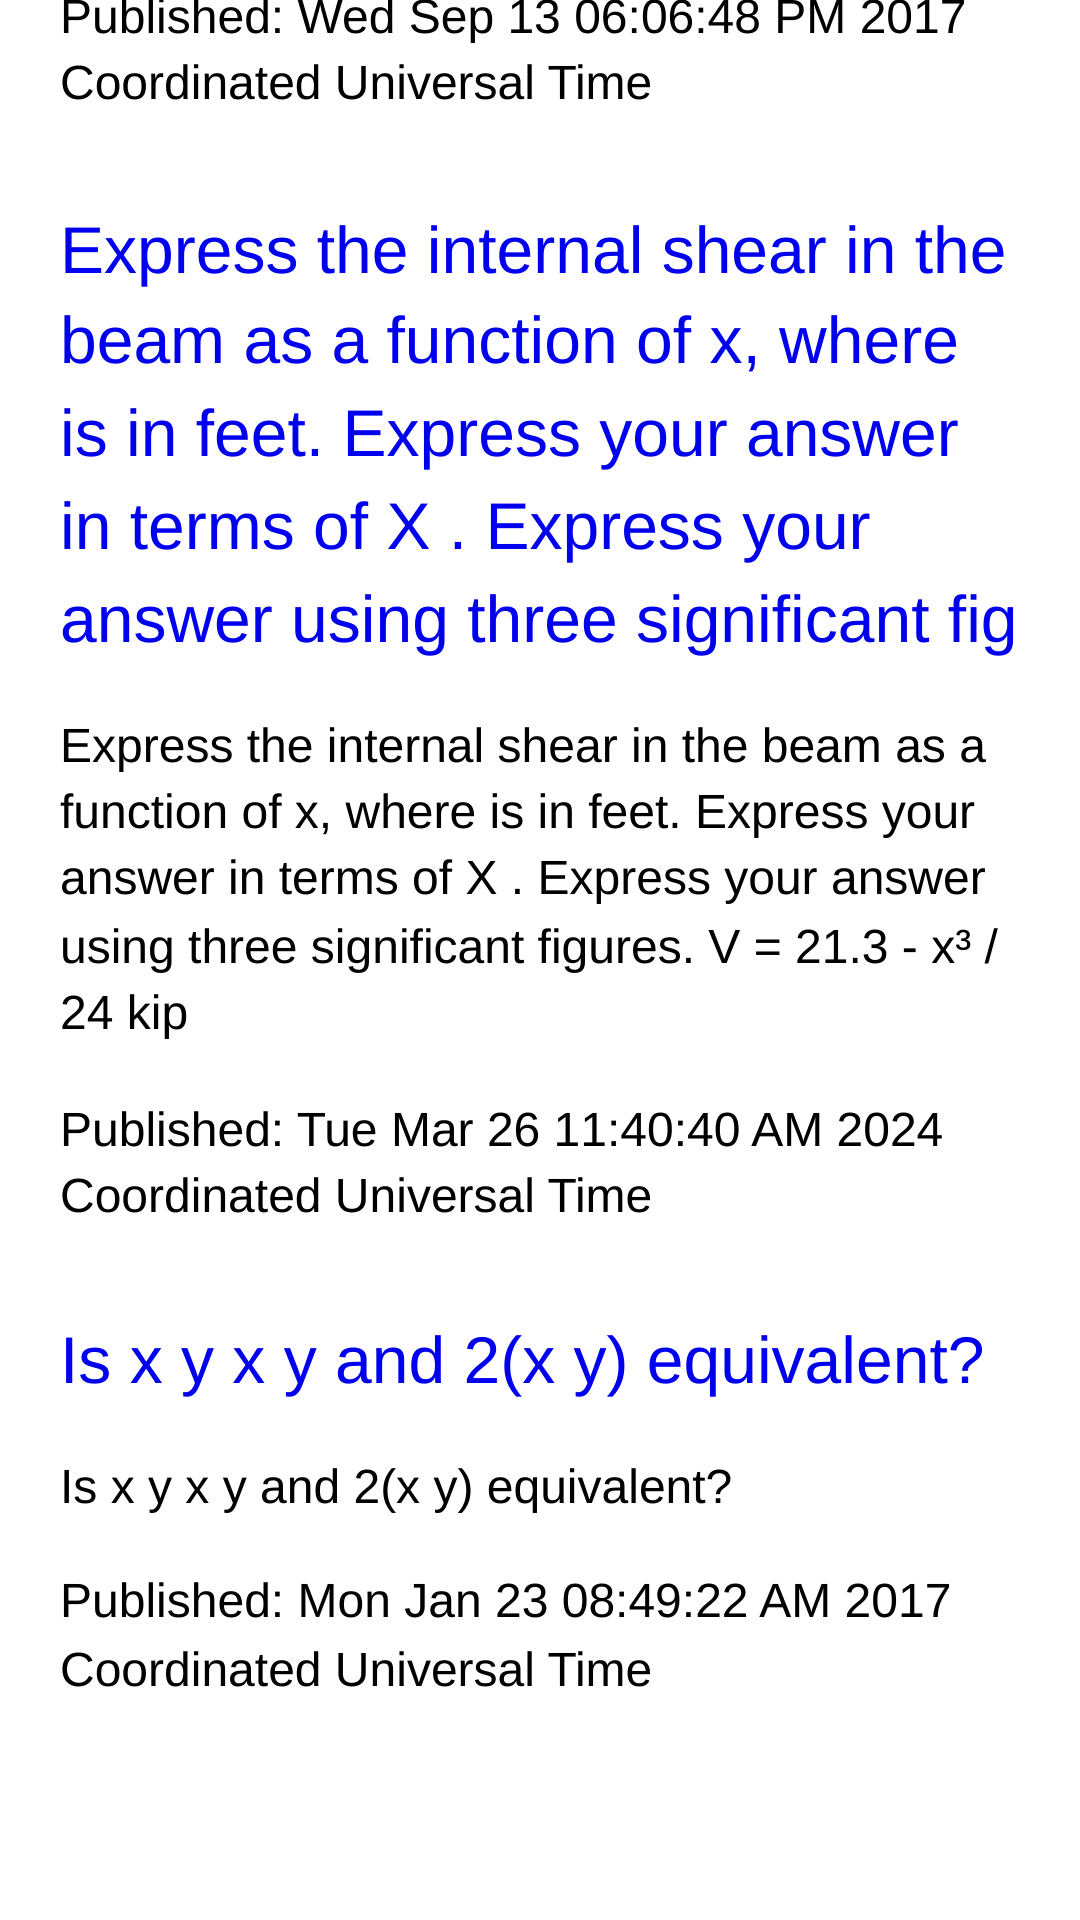 Published: Wed Sep 13 06:06:48 PM 2017
Coordinated Universal Time
Express the internal shear in the
beam as a function of x, where
is in feet. Express your answer
in terms of X . Express your
answer using three significant fig
Express the internal shear in the beam as a
function of x, where is in feet. Express your
answer in terms of X . Express your answer
using three significant figures. V = 21.3 - x³ /
24 kip
Published: Tue Mar 26 11:40:40 AM 2024
Coordinated Universal Time
Is x y x y and 2(x y) equivalent?
Is x y x y and 2(x y) equivalent?
Published: Mon Jan 23 08:49:22 AM 2017
Coordinated Universal Time